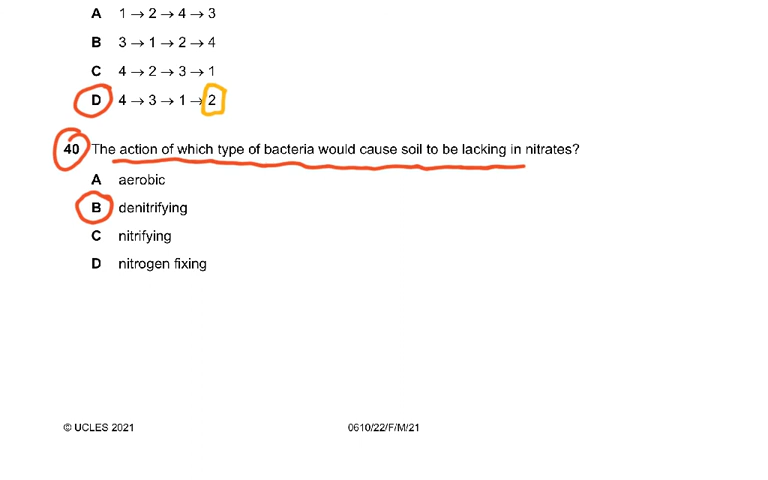 A 1 → 2 → 4 → 3
B 3 → 1 → 2 → 4
C 4 → 2 → 3 → 1
D 4 → 3 → 1 → 2
40 The action of which type of bacteria would cause soil to be lacking in nitrates?
A aerobic
B denitrifying
C nitrifying
D nitrogen fixing
© UCLES 2021 0610/22/F/M/21